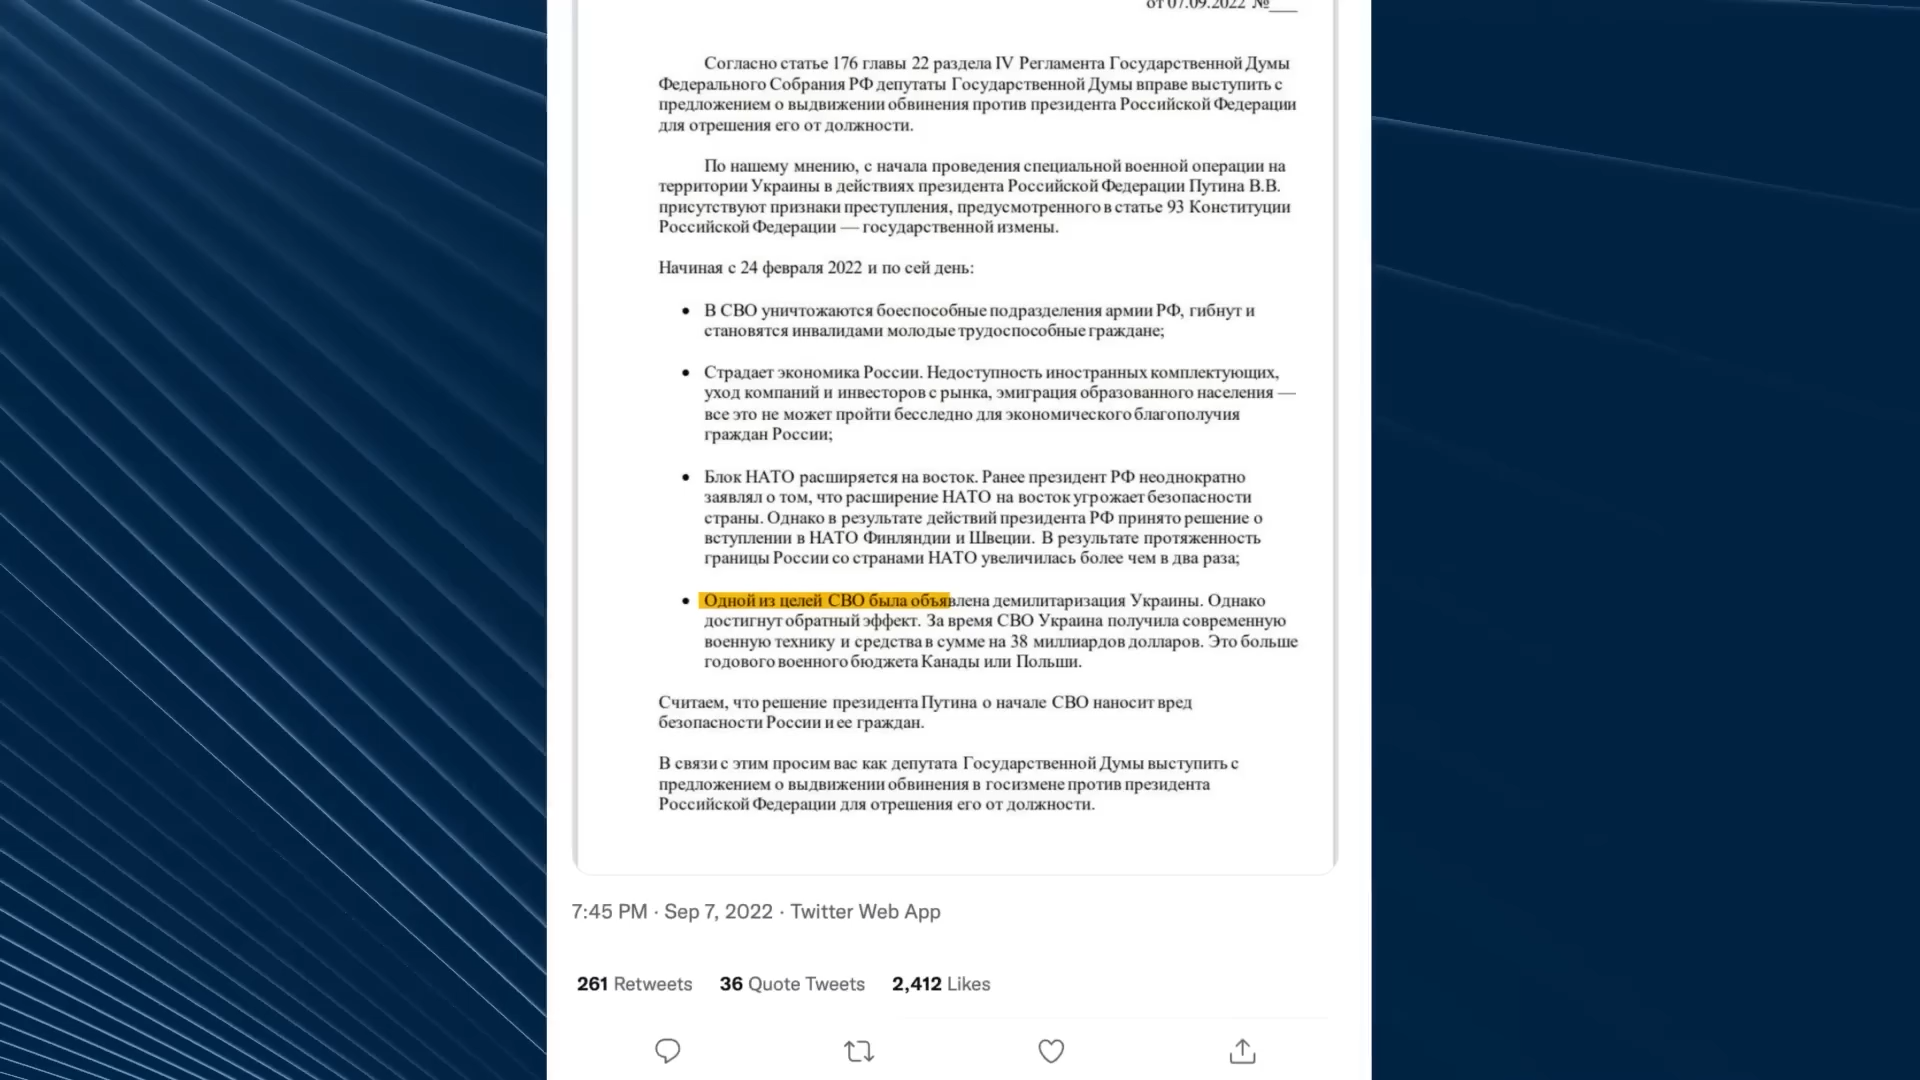 от 07.09.2022 №___
Согласно статье 176 главы 22 раздела IV Регламента Государственной Думы
Федерального Собрания РФ депутаты Государственной Думы вправе выступить с
предложением о выдвижении обвинения против президента Российской Федерации
для отрешения его от должности.
По нашему мнению, с начала проведения специальной военной операции на
территории Украины в действиях президента Российской Федерации Путина В.В.
присутствуют признаки преступления, предусмотренного в статье 93 Конституции
Российской Федерации — государственной измены.
Начиная с 24 февраля 2022 и по сей день:
• В СВО уничтожаются боеспособные подразделения армии РФ, гибнут и
становятся инвалидами молодые трудоспособные граждане;
• Страдает экономика России. Недоступность иностранных комплектующих,
уход компаний и инвесторов с рынка, эмиграция образованного населения —
все это не может пройти бесследно для экономического благополучия
граждан России;
• Блок НАТО расширяется на восток. Ранее президент РФ неоднократно
заявлял о том, что расширение НАТО на восток угрожает безопасности
страны. Однако в результате действий президента РФ принято решение о
вступлении в НАТО Финляндии и Швеции. В результате протяженность
границы России со странами НАТО увеличилась более чем в два раза;
• Одной из целей СВО была объявлена демилитаризация Украины. Однако
достигнут обратный эффект. За время СВО Украина получила современную
военную технику и средства в сумме на 38 миллиардов долларов. Это больше
годового военного бюджета Канады или Польши.
Считаем, что решение президента Путина о начале СВО наносит вред
безопасности России и ее граждан.
В связи с этим просим вас как депутата Государственной Думы выступить с
предложением о выдвижении обвинения в госизмене против президента
Российской Федерации для отрешения его от должности.
7:45 PM · Sep 7, 2022 · Twitter Web App
261 Retweets 36 Quote Tweets 2,412 Likes